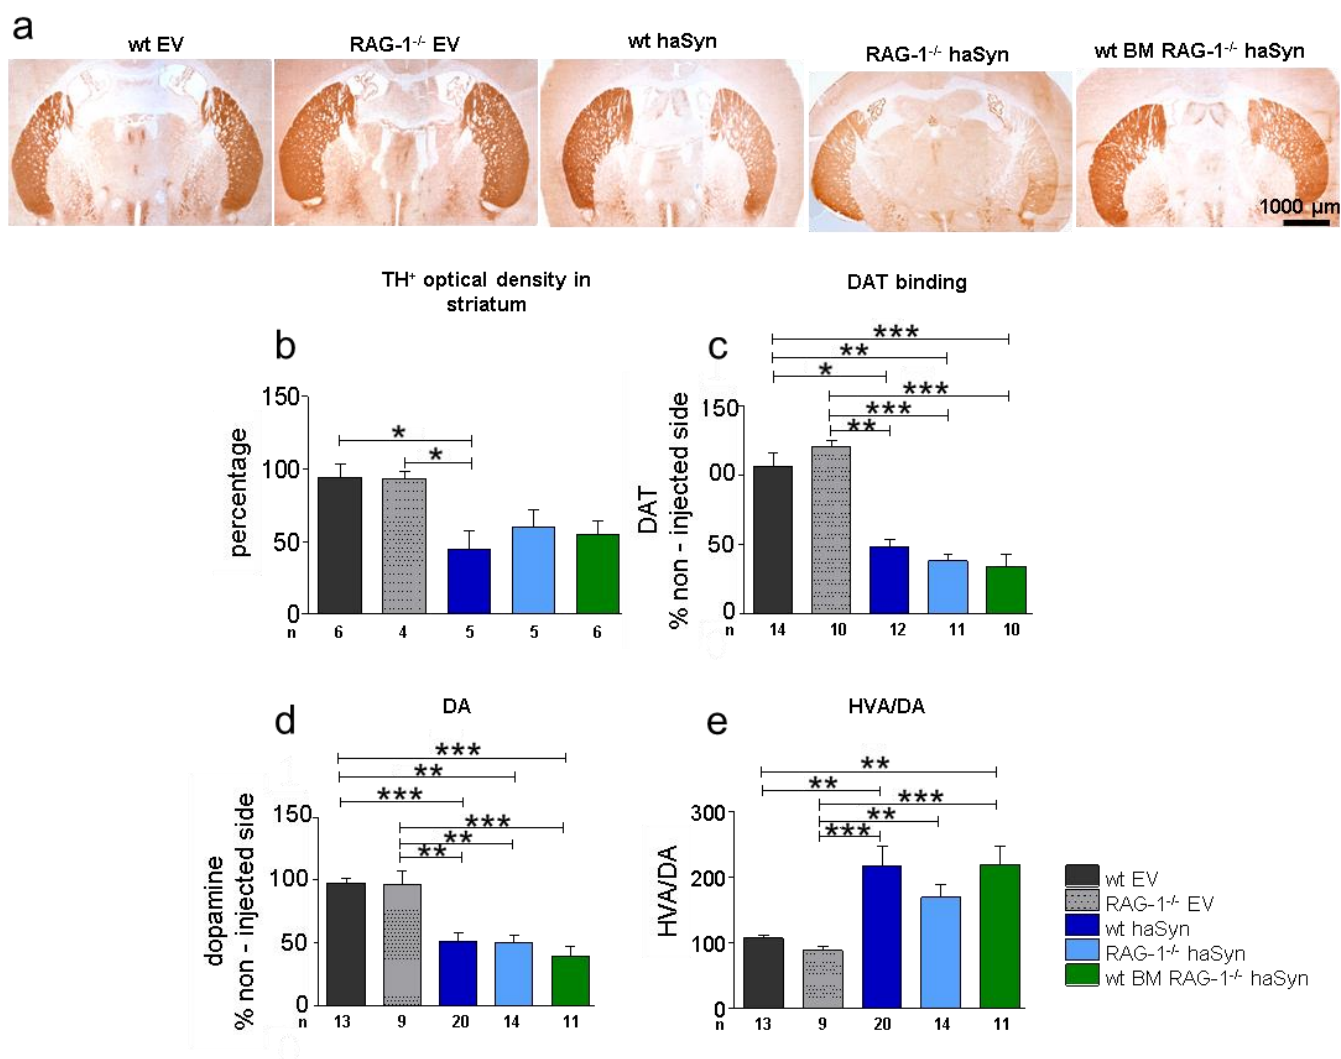 a
wt EV
RAG-1-/- EV
wt haSyn
RAG-1-/- haSyn
wt BM RAG-1-/- haSyn
1000 µm
TH+ optical density in
striatum
b
percentage
150
100
50
0
*
*
n 6 4 5 5 6
DAT binding
c
DAT
% non - injected side
150
00
50
0
***
**
*
***
***
**
n 14 10 12 11 10
DA
d
dopamine
% non - injected side
150
100
50
0
***
**
***
***
**
**
n 13 9 20 14 11
HVA/DA
e
HVA/DA
300
200
100
0
**
**
***
**
***
n 13 9 20 14 11
wt EV
RAG-1-/- EV
wt haSyn
RAG-1-/- haSyn
wt BM RAG-1-/- haSyn